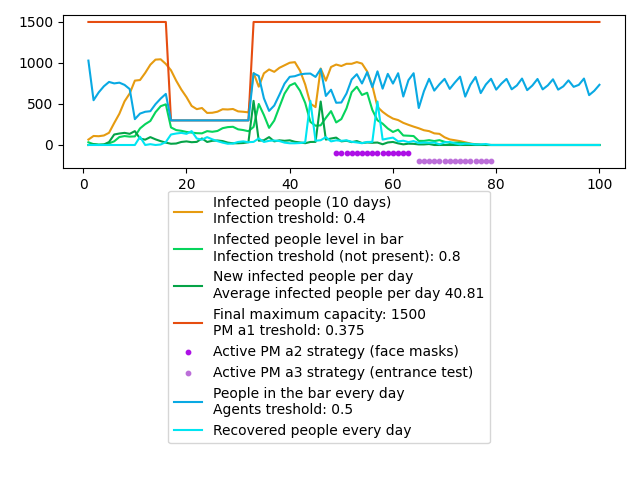 1500
1000
500
0
0 20 40 60 80 100
Infected people (10 days)
Infection treshold: 0.4
Infected people level in bar
Infection treshold (not present): 0.8
New infected people per day
Average infected people per day 40.81
Final maximum capacity: 1500
PM a1 treshold: 0.375
Active PM a2 strategy (face masks)
Active PM a3 strategy (entrance test)
People in the bar every day
Agents treshold: 0.5
Recovered people every day